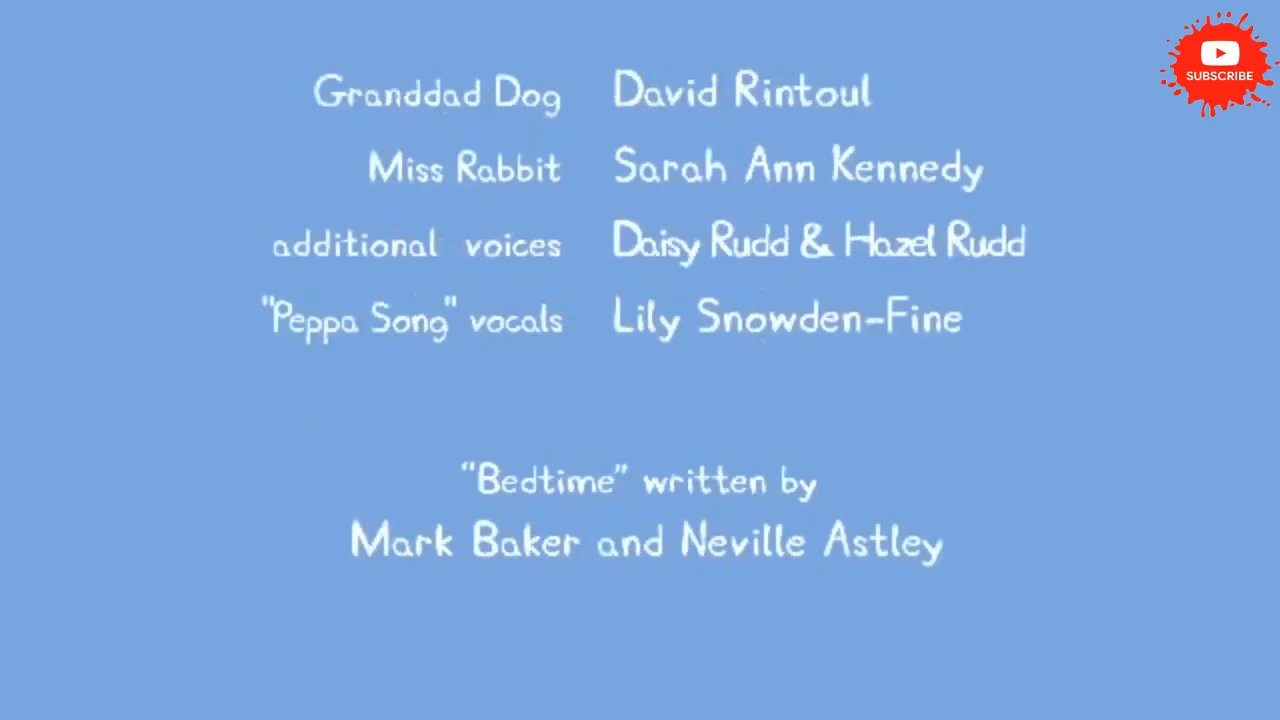 SUBSCRIBE
Granddad Dog David Rintoul
Miss Rabbit Sarah Ann Kennedy
additional voices Daisy Rudd & Hazel Rudd
"Peppa Song" vocals Lily Snowden-Fine
“Bedtime” written by
Mark Baker and Neville Astley